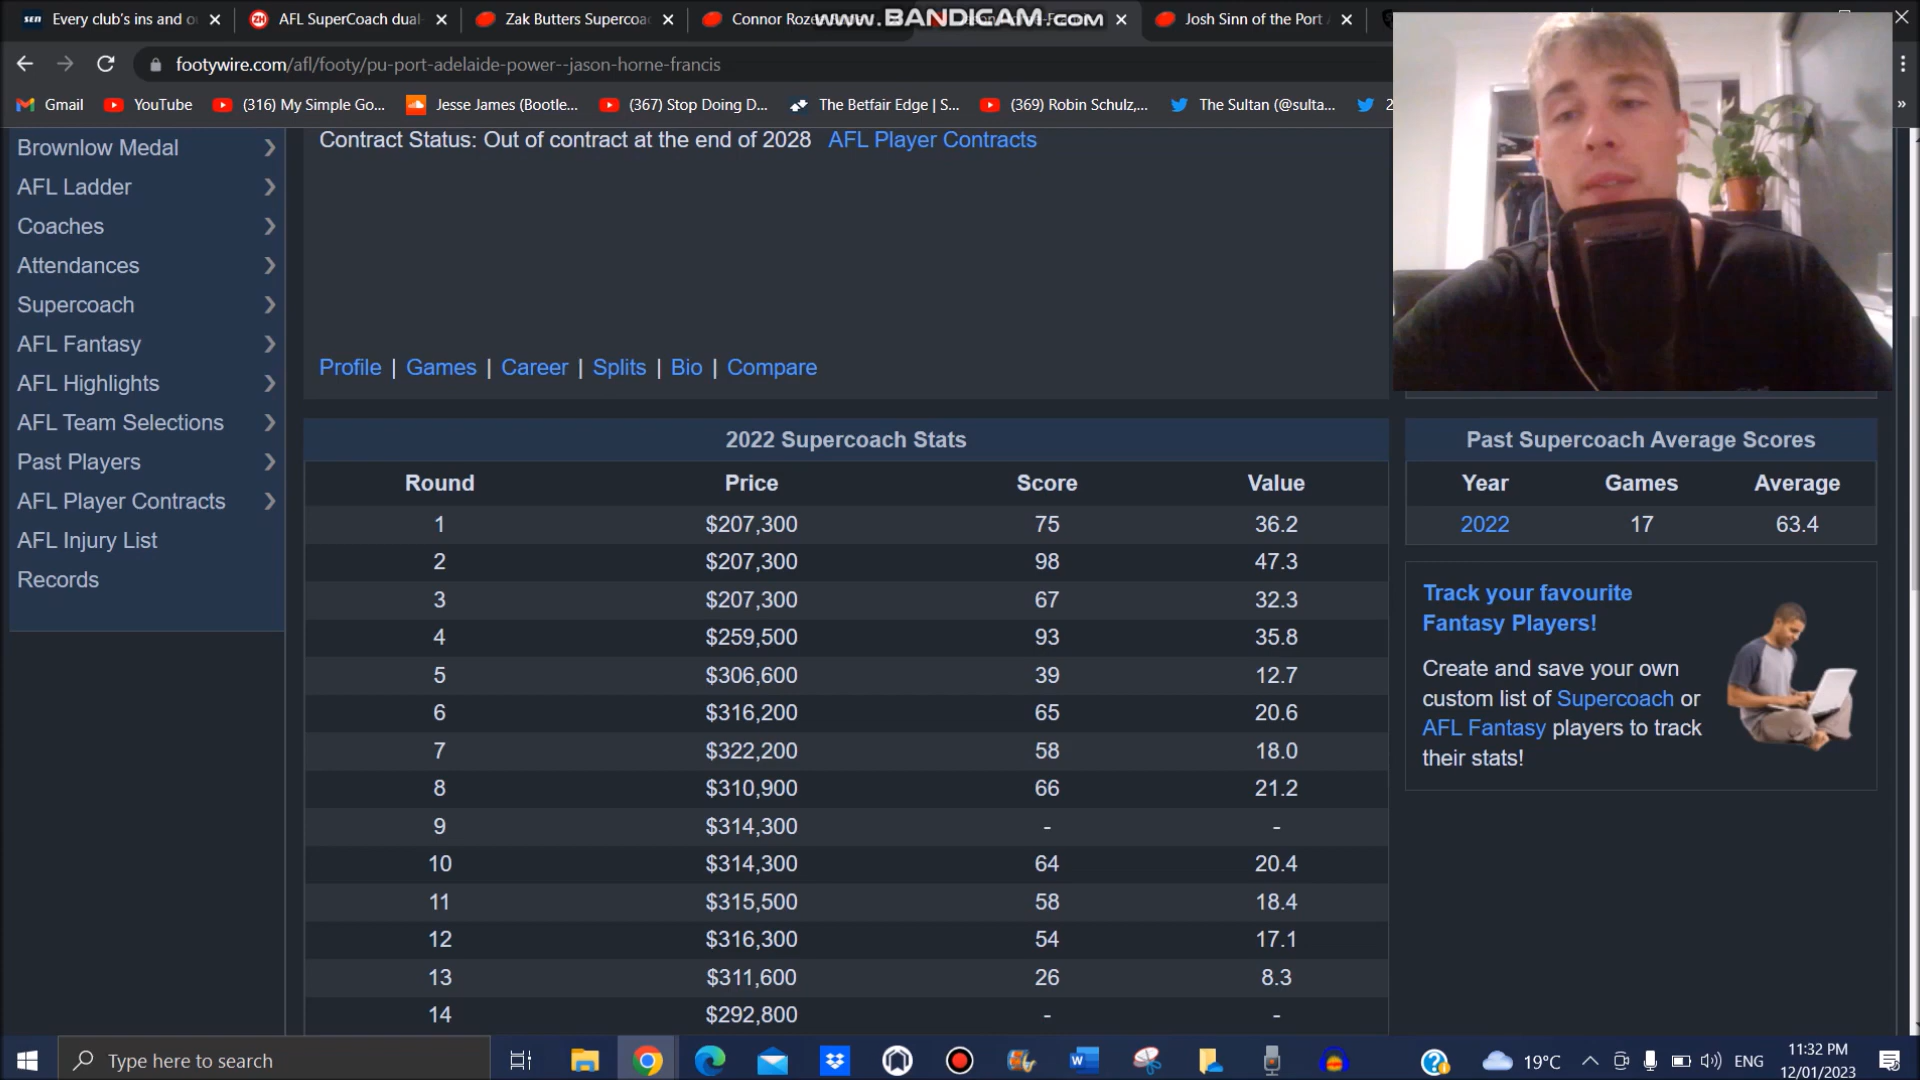 Every club's ins and o
AFL SuperCoach dual-
Zak Butters Supercoa
Connor Roze
www.BANDICAM.com
Josh Sinn of the Port
footywire.com/afl/footy/pu-port-adelaide-power--jason-horne-francis
Gmail
YouTube
(316) My Simple Go...
Jesse James (Bootle...
(367) Stop Doing D...
The Betfair Edge | S...
(369) Robin Schulz,...
The Sultan (@sulta...
2
»
Brownlow Medal
AFL Ladder
Coaches
Attendances
Supercoach
AFL Fantasy
AFL Highlights
AFL Team Selections
Past Players
AFL Player Contracts
AFL Injury List
Records
Contract Status: Out of contract at the end of 2028 AFL Player Contracts
Profile | Games | Career | Splits | Bio | Compare
2022 Supercoach Stats
Round Price Score Value
1 $207,300 75 36.2
2 $207,300 98 47.3
3 $207,300 67 32.3
4 $259,500 93 35.8
5 $306,600 39 12.7
6 $316,200 65 20.6
7 $322,200 58 18.0
8 $310,900 66 21.2
9 $314,300 - -
10 $314,300 64 20.4
11 $315,500 58 18.4
12 $316,300 54 17.1
13 $311,600 26 8.3
14 $292,800 - -
Past Supercoach Average Scores
Year Games Average
2022 17 63.4
Track your favourite
Fantasy Players!
Create and save your own
custom list of Supercoach or
AFL Fantasy players to track
their stats!
Type here to search
19°C
ENG
11:32 PM
12/01/2023